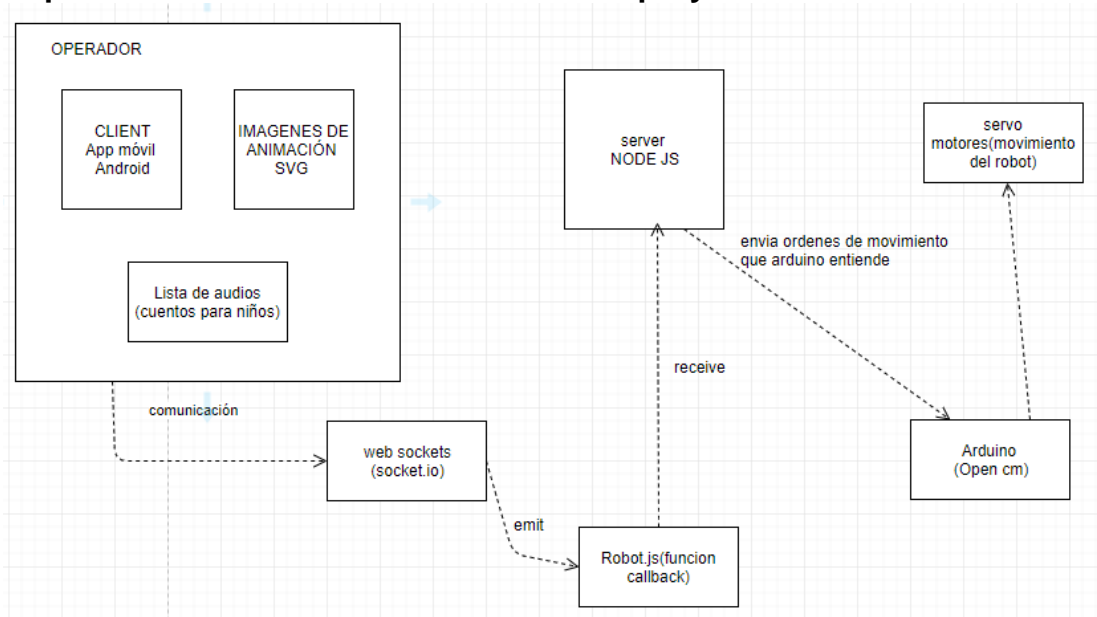 OPERADOR
CLIENT
App móvil
Android
IMAGENES DE
ANIMACIÓN
SVG
Lista de audios
(cuentos para niños)
comunicación
web sockets
(socket.io)
emit
Robot.js(funcion
callback)
receive
server
NODE JS
envia ordenes de movimiento
que arduino entiende
Arduino
(Open cm)
servo
motores(movimiento
del robot)